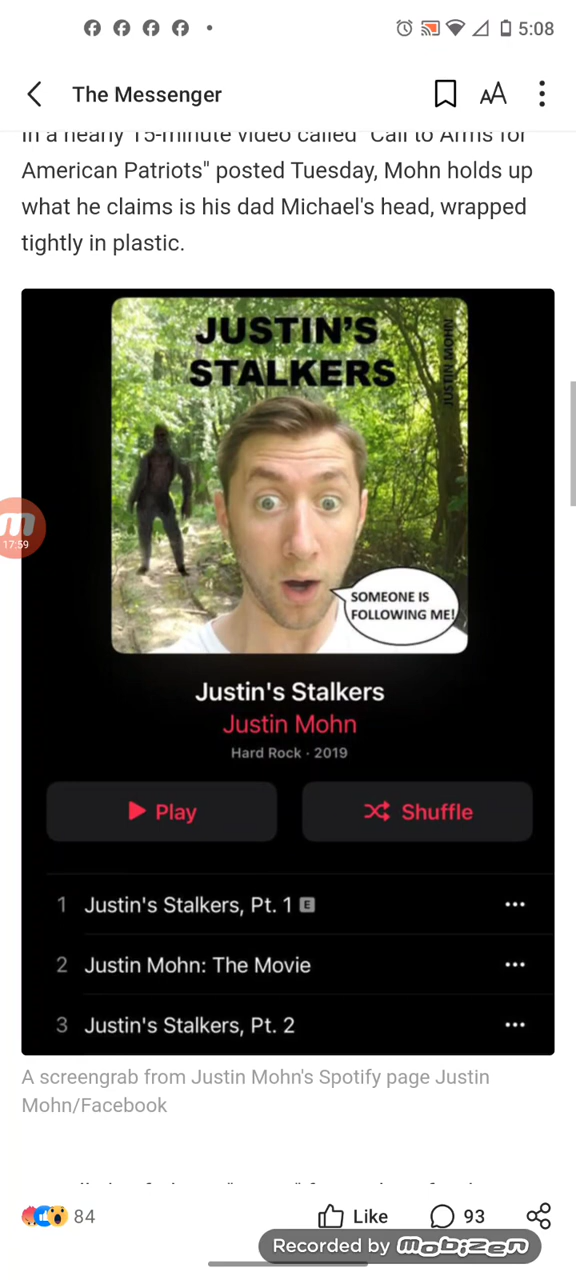 5:08
The Messenger
AA
In a nearly 15-minute video called "Call to Arms for
American Patriots" posted Tuesday, Mohn holds up
what he claims is his dad Michael's head, wrapped
tightly in plastic.
JUSTIN'S
STALKERS
JUSTIN MOHN
SOMEONE IS
FOLLOWING ME!
17:59
Justin's Stalkers
Justin Mohn
Hard Rock · 2019
Play
Shuffle
1 Justin's Stalkers, Pt. 1 E
2 Justin Mohn: The Movie
3 Justin's Stalkers, Pt. 2
A screengrab from Justin Mohn's Spotify page Justin
Mohn/Facebook
84
Like
93
Recorded by mobizen